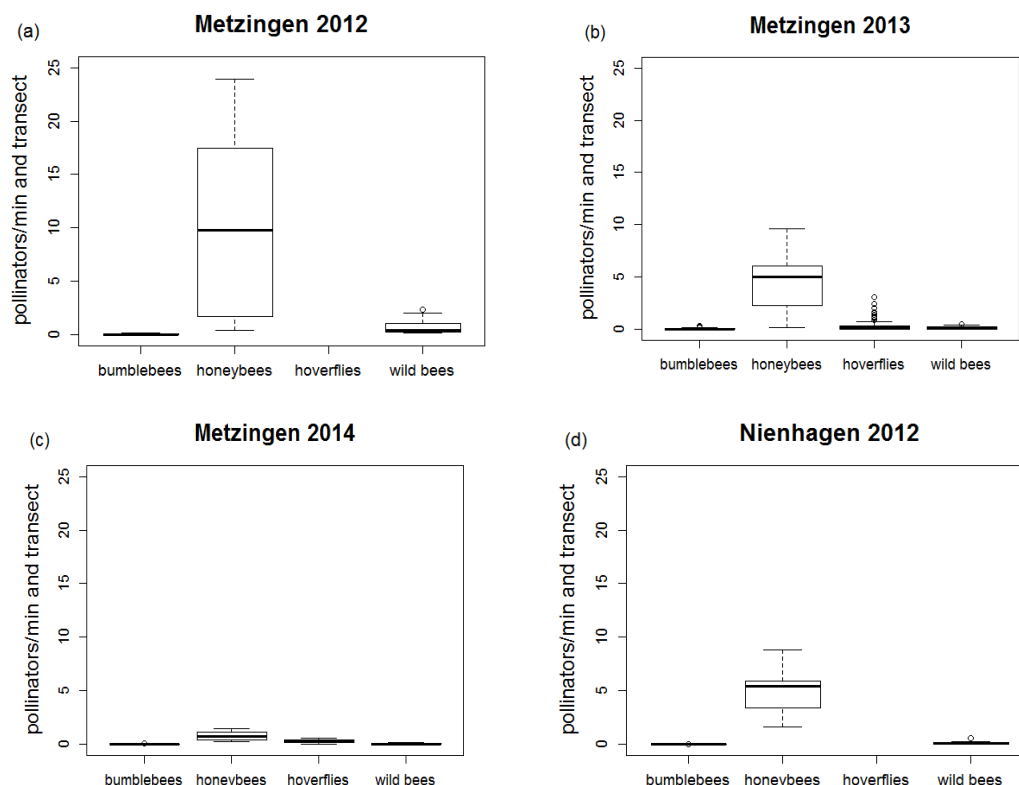 (a)
Metzingen 2012
pollinators/min and transect
25
20
15
10
5
0
bumblebees honeybees hoverflies wild bees
(b)
Metzingen 2013
pollinators/min and transect
25
20
15
10
5
0
bumblebees honeybees hoverflies wild bees
(c)
Metzingen 2014
pollinators/min and transect
25
20
15
10
5
0
bumblebees honeybees hoverflies wild bees
(d)
Nienhagen 2012
pollinators/min and transect
25
20
15
10
5
0
bumblebees honeybees hoverflies wild bees